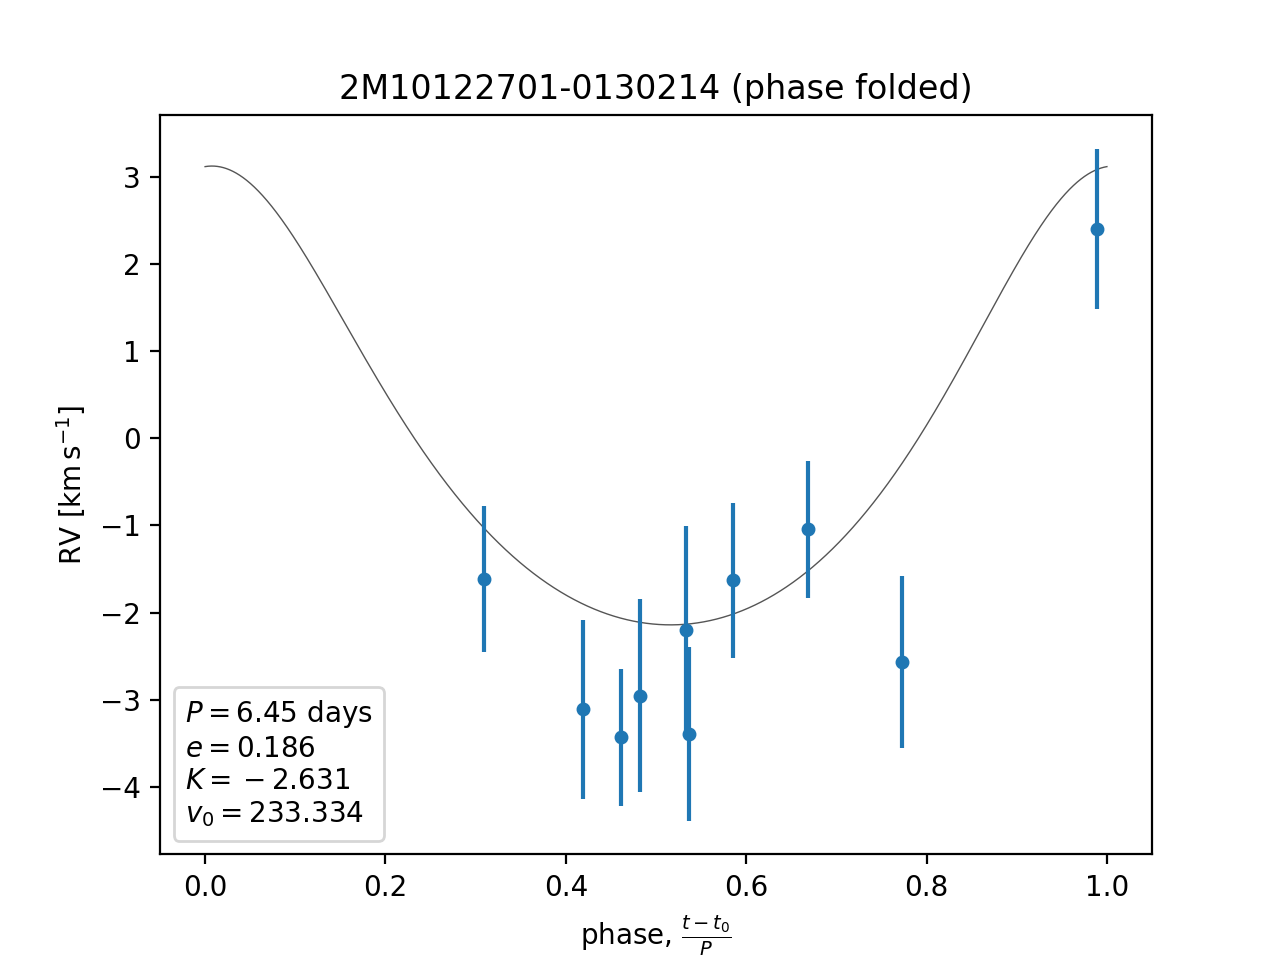 2M10122701-0130214 (phase folded)
RV [km s⁻¹]
3
2
1
0
−1
−2
−3
−4
P = 6.45 days
e = 0.186
K = −2.631
v₀ = 233.334
0.0 0.2 0.4 0.6 0.8 1.0
phase, (t − t₀)/P